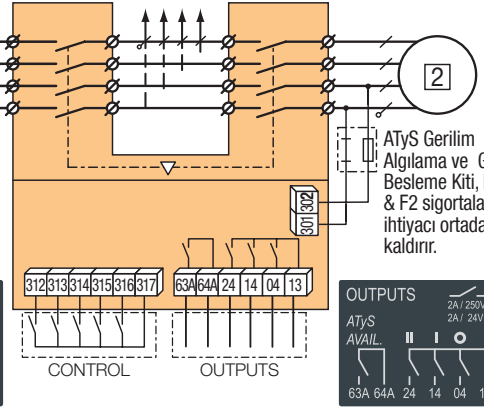 2
ATyS Gerilim
Algılama ve
Besleme Kiti,
& F2
ihtiyacı
kaldırır.
302
301
312 313 314 315 316 317
63A 64A 24 14 04 13
CONTROL
OUTPUTS
OUTPUTS
2A / 250V
ATyS
2A / 24V
AVAIL.
II I O
63A 64A 24 14 04